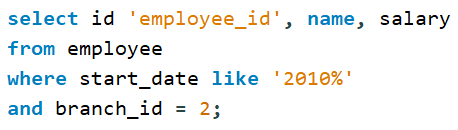 select id 'employee_id', name, salary
from employee
where start_date like '2010%'
and branch_id = 2;